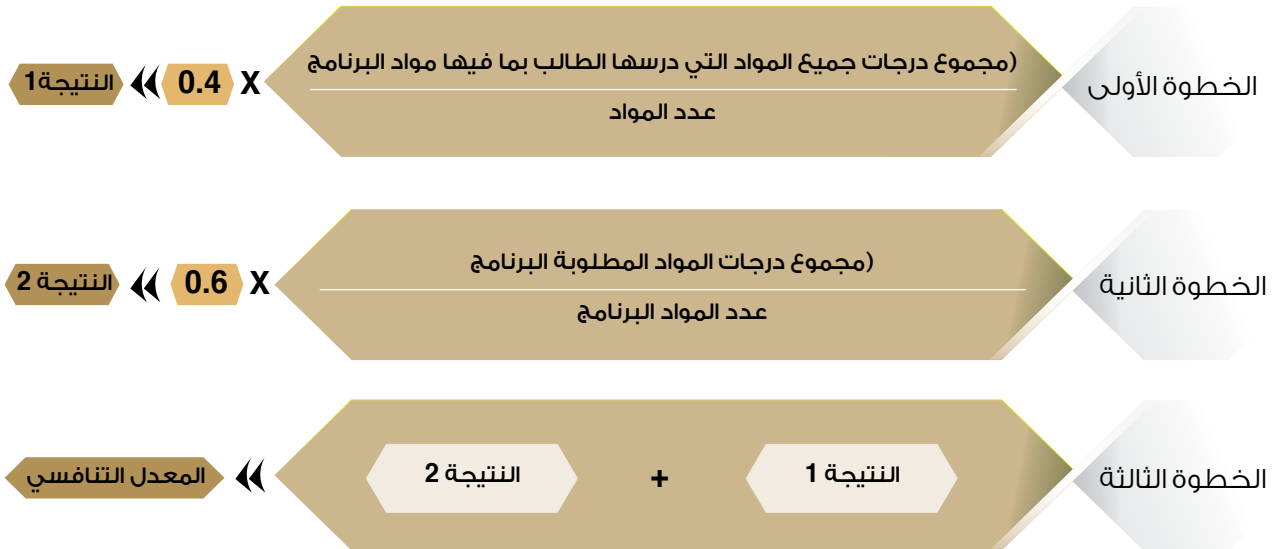 الخطوة الأولى
(مجموع درجات جميع المواد التي درسها الطالب بما فيها مواد البرنامج
عدد المواد
X 0.4 النتيجة1
الخطوة الثانية
(مجموع درجات المواد المطلوبة البرنامج
عدد المواد البرنامج
X 0.6 النتيجة 2
الخطوة الثالثة
النتيجة 1 + النتيجة 2
المعدل التنافسي